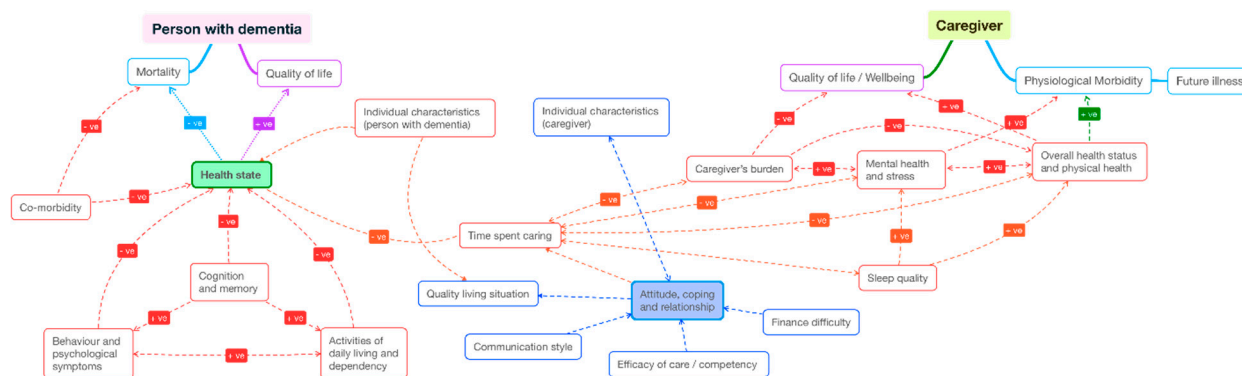 Person with dementia
Caregiver
Mortality
Quality of life
Quality of life / Wellbeing
Physiological Morbidity
Future illness
Individual characteristics
(person with dementia)
Individual characteristics
(caregiver)
- ve
- ve
+ ve
- ve
+ ve
+ ve
- ve
+ ve
Health state
Caregiver's burden
+ ve
Mental health
and stress
+ ve
Overall health status
and physical health
Co-morbidity
- ve
- ve
- ve
- ve
- ve
- ve
- ve
- ve
Time spent caring
+ ve
+ ve
Cognition
and memory
Sleep quality
Quality living situation
Attitude, coping
and relationship
+ ve
+ ve
Finance difficulty
Behaviour and
psychological
symptoms
+ ve
Activities of
daily living and
dependency
Communication style
Efficacy of care / competency